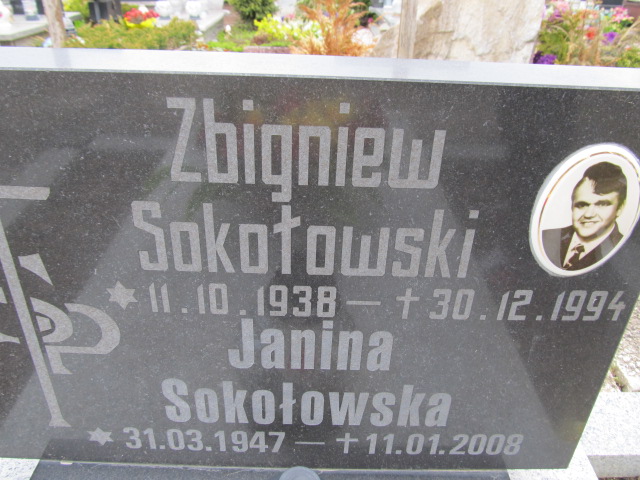 Zbigniew
Sokołowski
11.10.1938 — † 30.12.1994
Janina
Sokołowska
31.03.1947 — † 11.01.2008